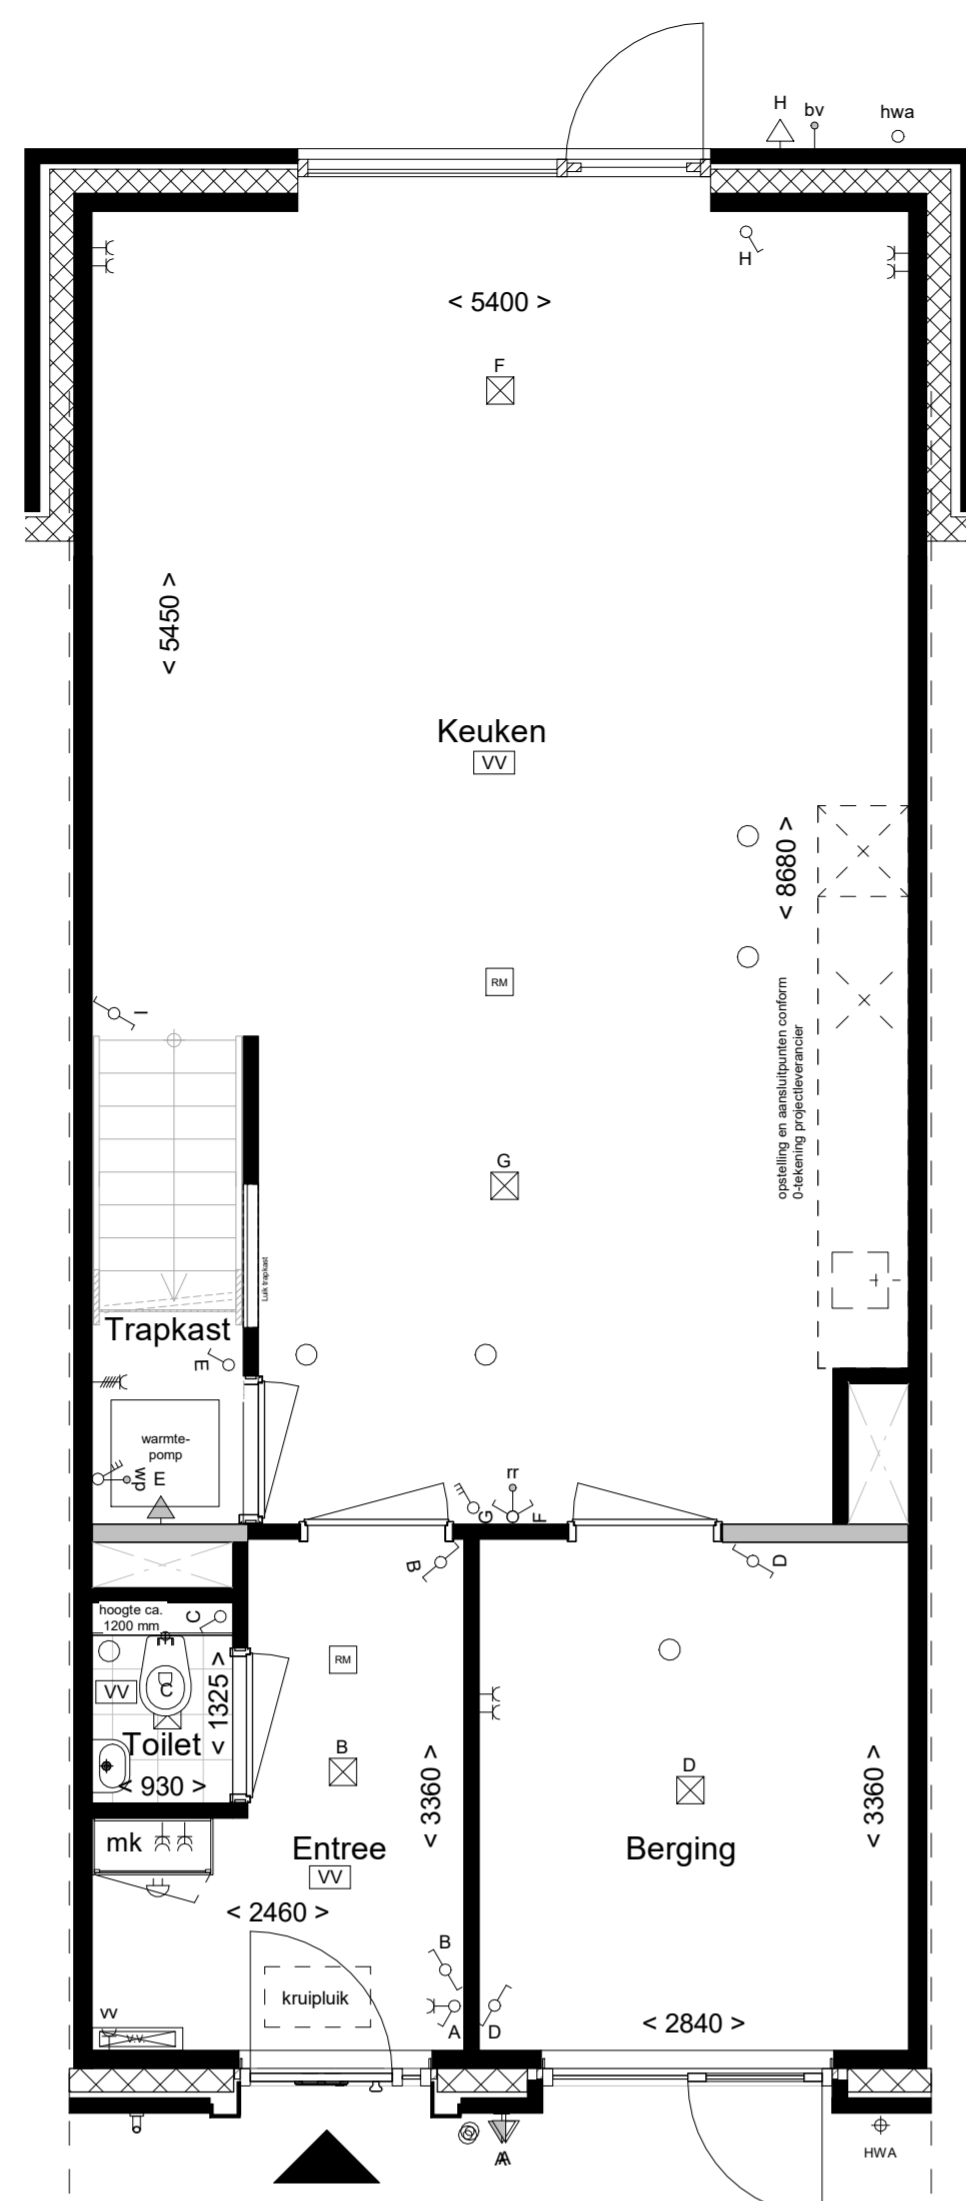 H
bv
hwa
H
< 5400 >
F
< 5450 >
Keuken
VV
< 8680 >
RM
opstelling en aansluitpunten conform
0-tekening projectleverancier
I
G
Luik trapkast
Trapkast
E
warmte-
pomp
wp
E
rr
G
F
B
D
hoogte ca.
1200 mm
C
RM
VV
C
< 1325 >
Toilet
< 930 >
B
D
< 3360 >
< 3360 >
mk
Entree
VV
Berging
< 2460 >
B
kruipluik
vv
V.V.
A
D
< 2840 >
A
A
HWA